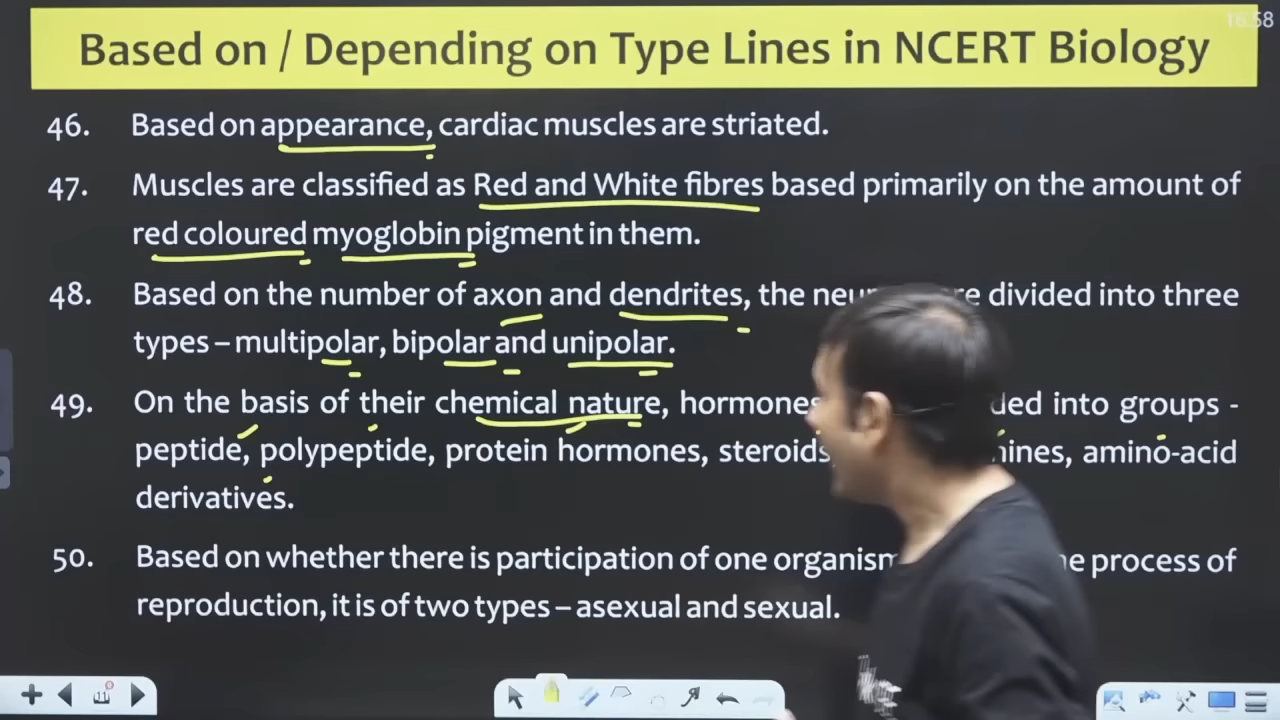 16:58
Based on / Depending on Type Lines in NCERT Biology
46. Based on appearance, cardiac muscles are striated.
47. Muscles are classified as Red and White fibres based primarily on the amount of
red coloured myoglobin pigment in them.
48. Based on the number of axon and dendrites, the divided into three
types – multipolar, bipolar and unipolar.
49. On the basis of their chemical nature, hormones into groups -
peptide, polypeptide, protein hormones, steroids amino-acid
derivatives.
50. Based on whether there is participation of one organism process of
reproduction, it is of two types – asexual and sexual.